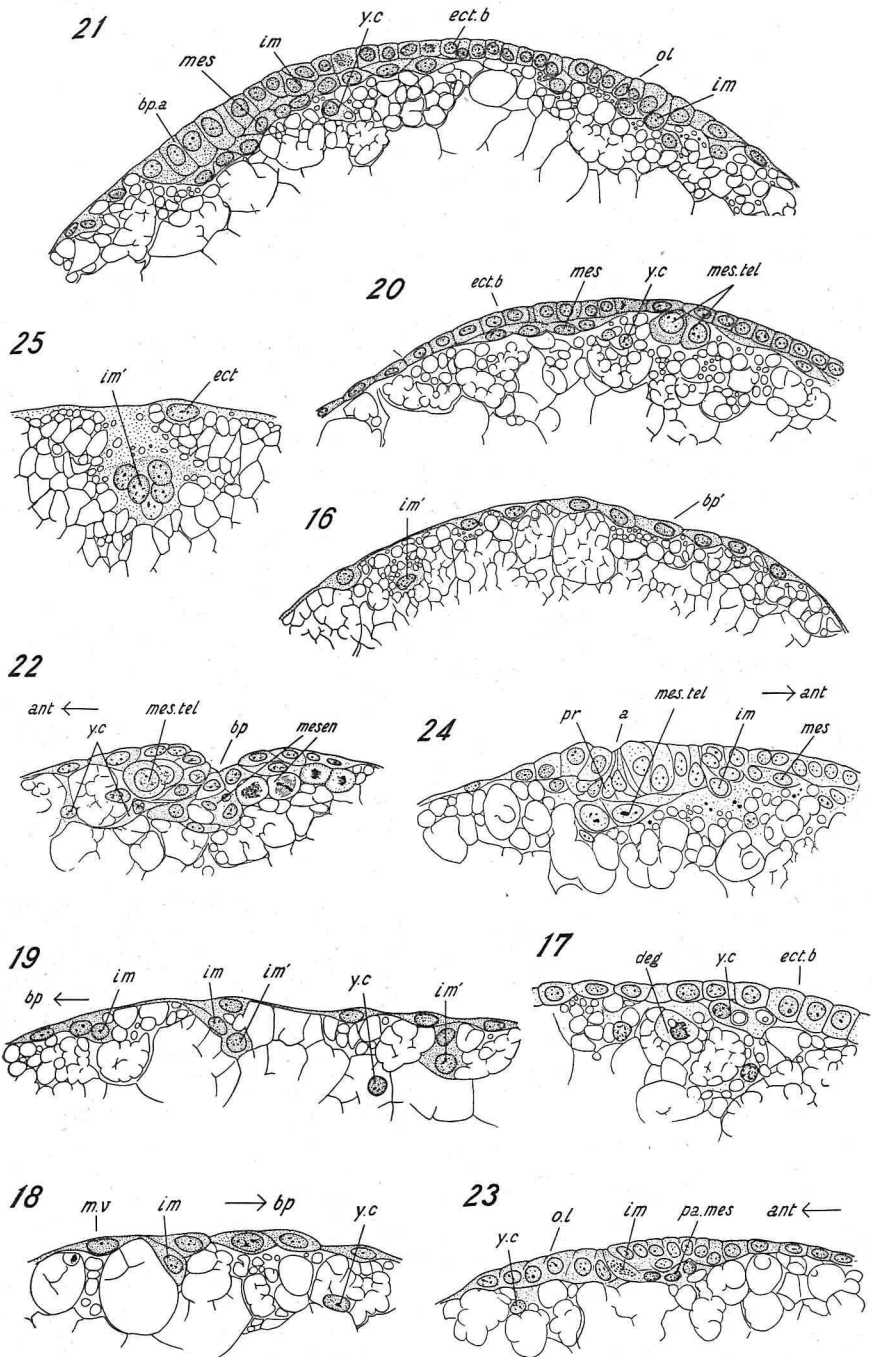 21
bp.a
mes
im
y.c
ect.b
ol
im
20
ect.b
mes
y.c
mes.tel
25
im'
ect
16
im'
bp'
22
ant ←
y.c
mes.tel
bp
mesen
24
→ ant
pr
a
mes.tel
im
mes
19
bp ←
im
im
im'
y.c
im'
17
deg
y.c
ect.b
18
m.v
im
→ bp
y.c
23
y.c
o.l
im
pa.mes
ant ←